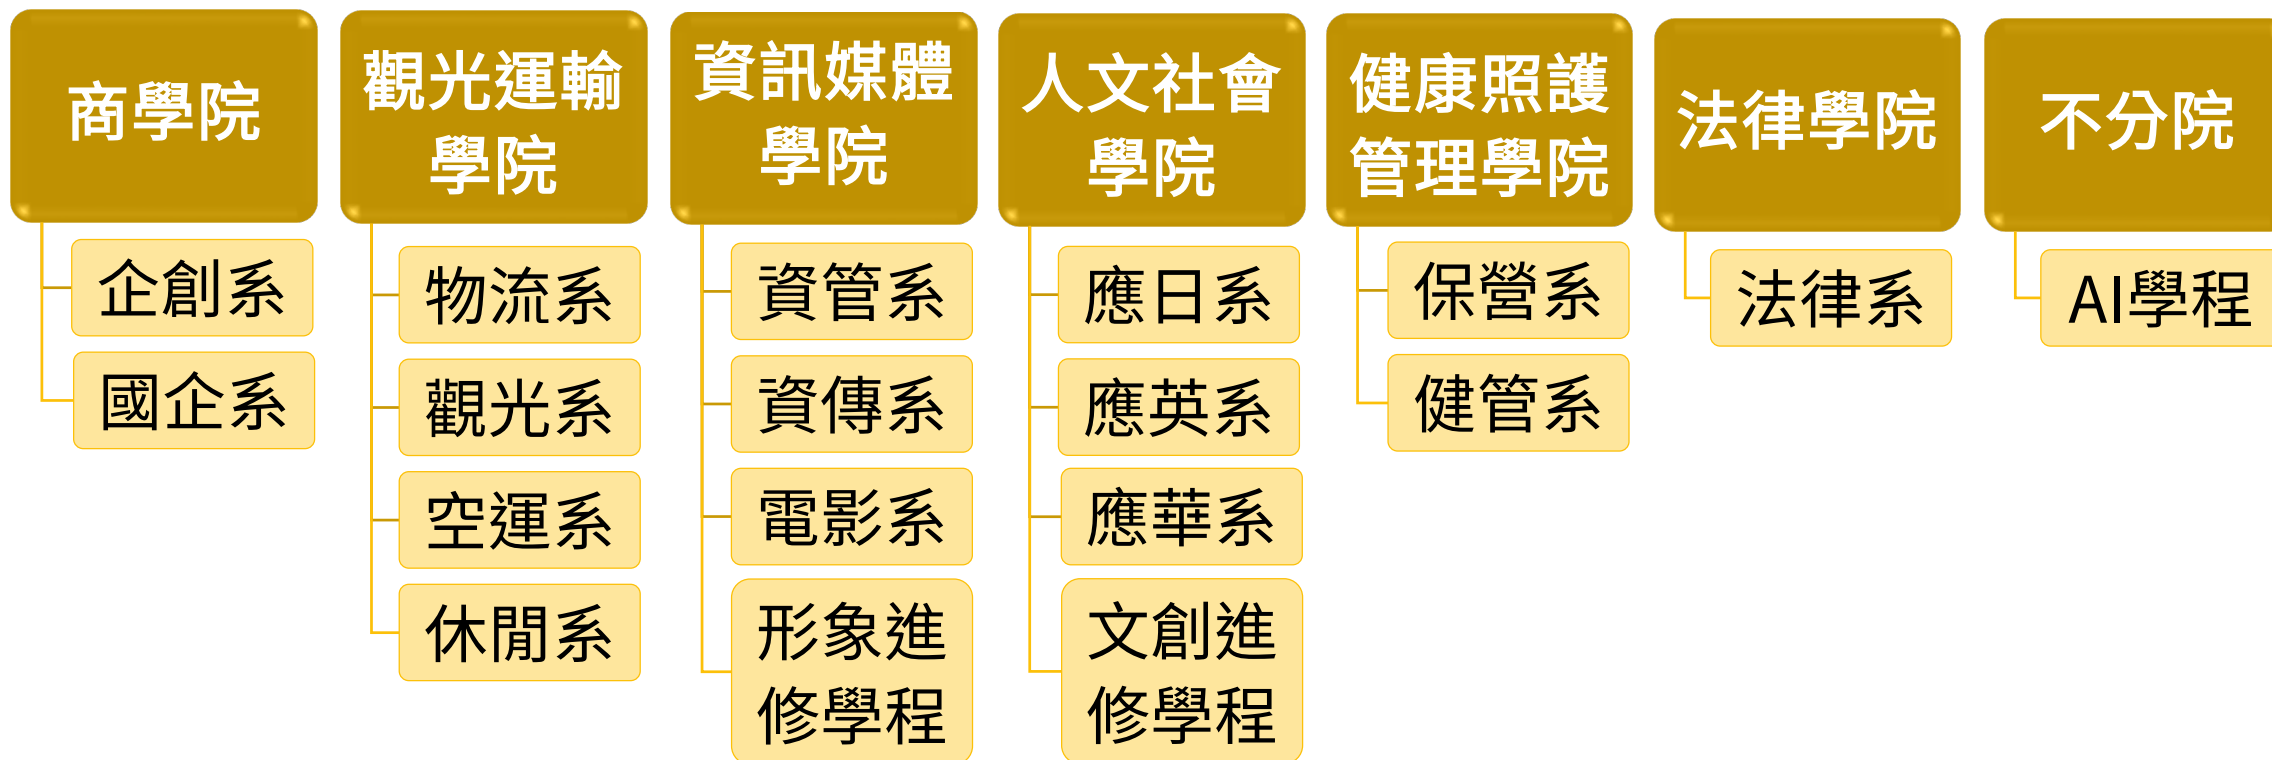 商學院
企創系
國企系
觀光運輸
學院
物流系
觀光系
空運系
休閒系
資訊媒體
學院
資管系
資傳系
電影系
形象進
修學程
人文社會
學院
應日系
應英系
應華系
文創進
修學程
健康照護
管理學院
保營系
健管系
法律學院
法律系
不分院
AI學程